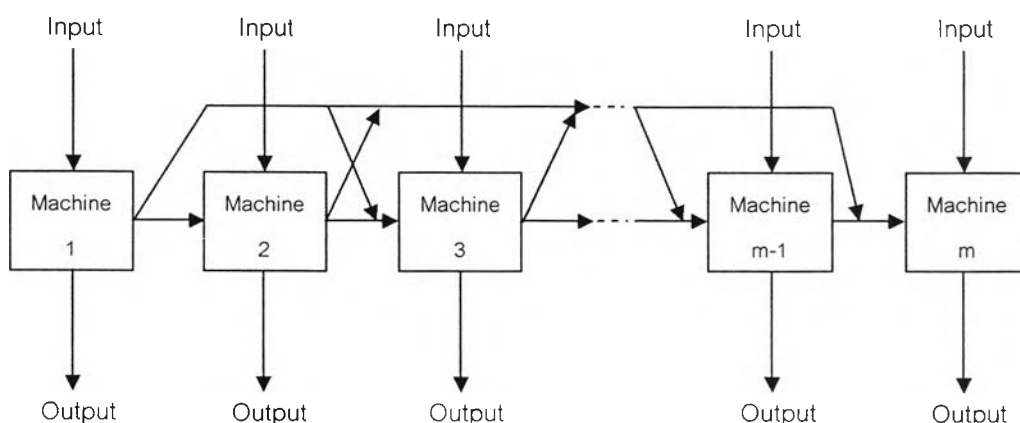 Input Input Input Input Input
Machine Machine Machine Machine Machine
1 2 3 m-1 m
Output Output Output Output Output